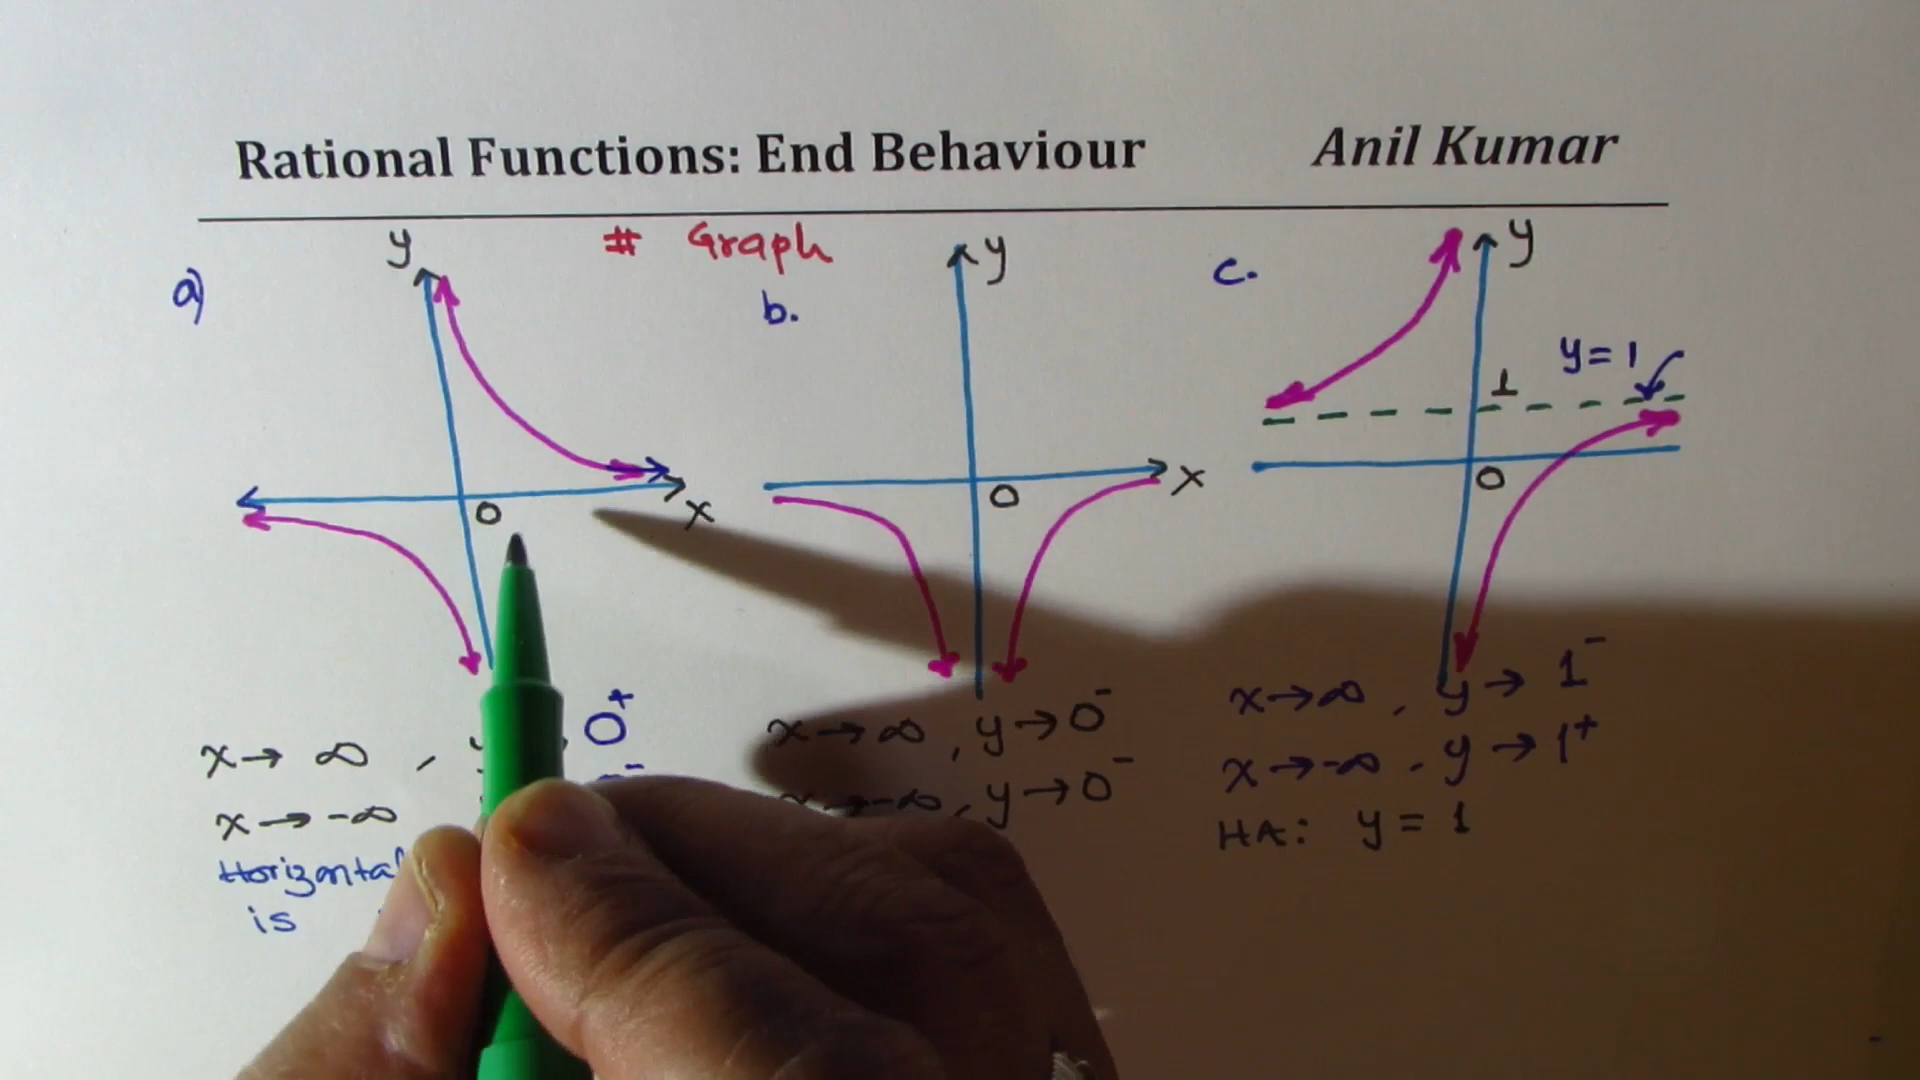 Rational Functions: End Behaviour Anil Kumar
# Graph
a)
y
x
0
b.
y
x
0
c.
y
y = 1
1
0
x → ∞ , 0⁺
x → -∞
Horizontal
is
x → ∞ , y → 0⁻
x → -∞ , y → 0⁻
x → ∞ , y → 1⁻
x → -∞ , y → 1⁺
HA: y = 1